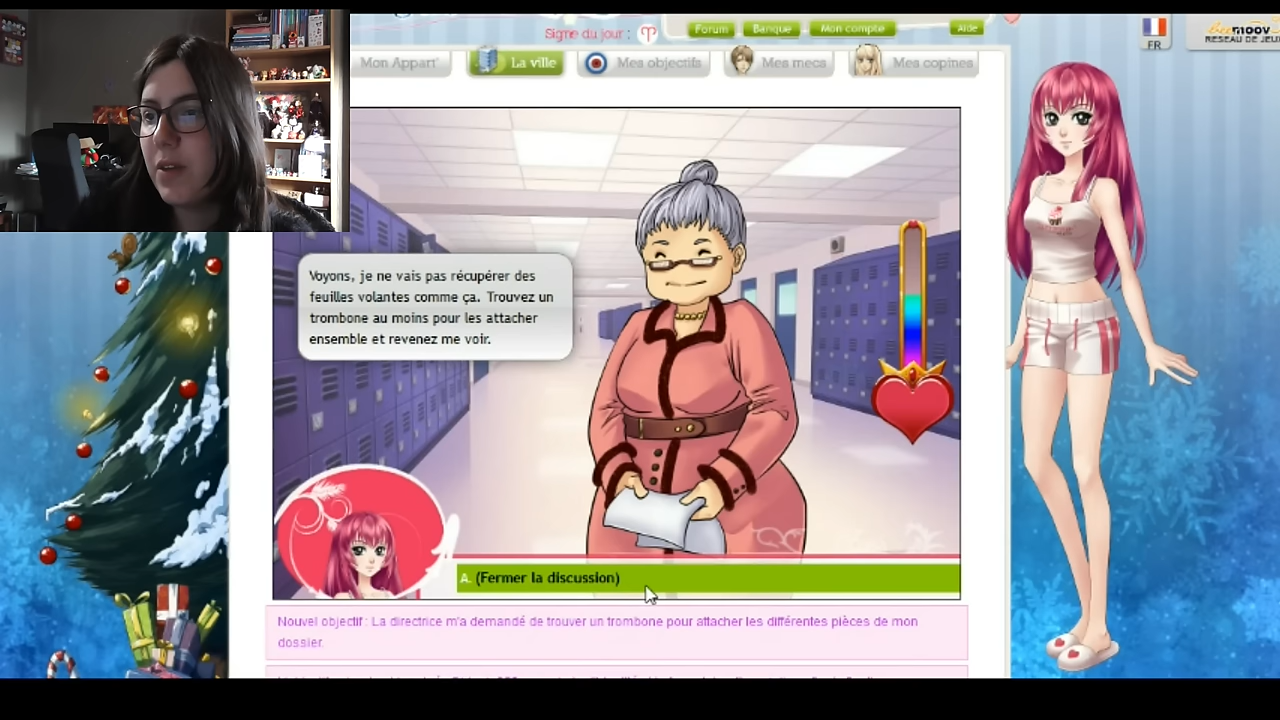 Signe du jour :
Forum
Banque
Mon compte
Aide
FR
beemoov
RÉSEAU DE JEU
Mon Appart'
La ville
Mes objectifs
Mes mecs
Mes copines
Voyons, je ne vais pas récupérer des
feuilles volantes comme ça. Trouvez un
trombone au moins pour les attacher
ensemble et revenez me voir.
A. (Fermer la discussion)
Nouvel objectif : La directrice m'a demandé de trouver un trombone pour attacher les différentes pièces de mon
dossier.